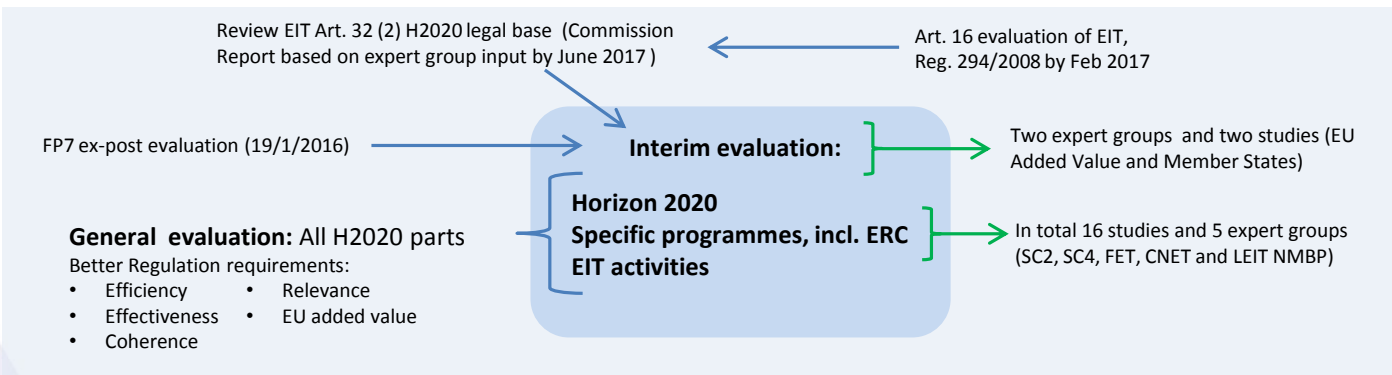 Review EIT Art. 32 (2) H2020 legal base (Commission
Report based on expert group input by June 2017 )
Art. 16 evaluation of EIT,
Reg. 294/2008 by Feb 2017
FP7 ex-post evaluation (19/1/2016)
Interim evaluation:
Two expert groups and two studies (EU
Added Value and Member States)
Horizon 2020
Specific programmes, incl. ERC
EIT activities
In total 16 studies and 5 expert groups
(SC2, SC4, FET, CNET and LEIT NMBP)
General evaluation: All H2020 parts
Better Regulation requirements:
• Efficiency
• Effectiveness
• Coherence
• Relevance
• EU added value